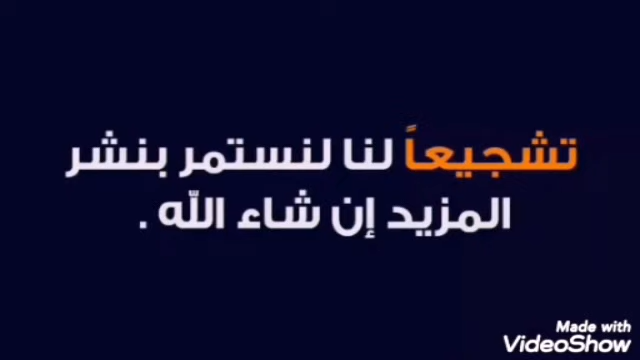 تشجيعاً لنا لنستمر بنشر
المزيد إن شاء الله .
Made with
VideoShow